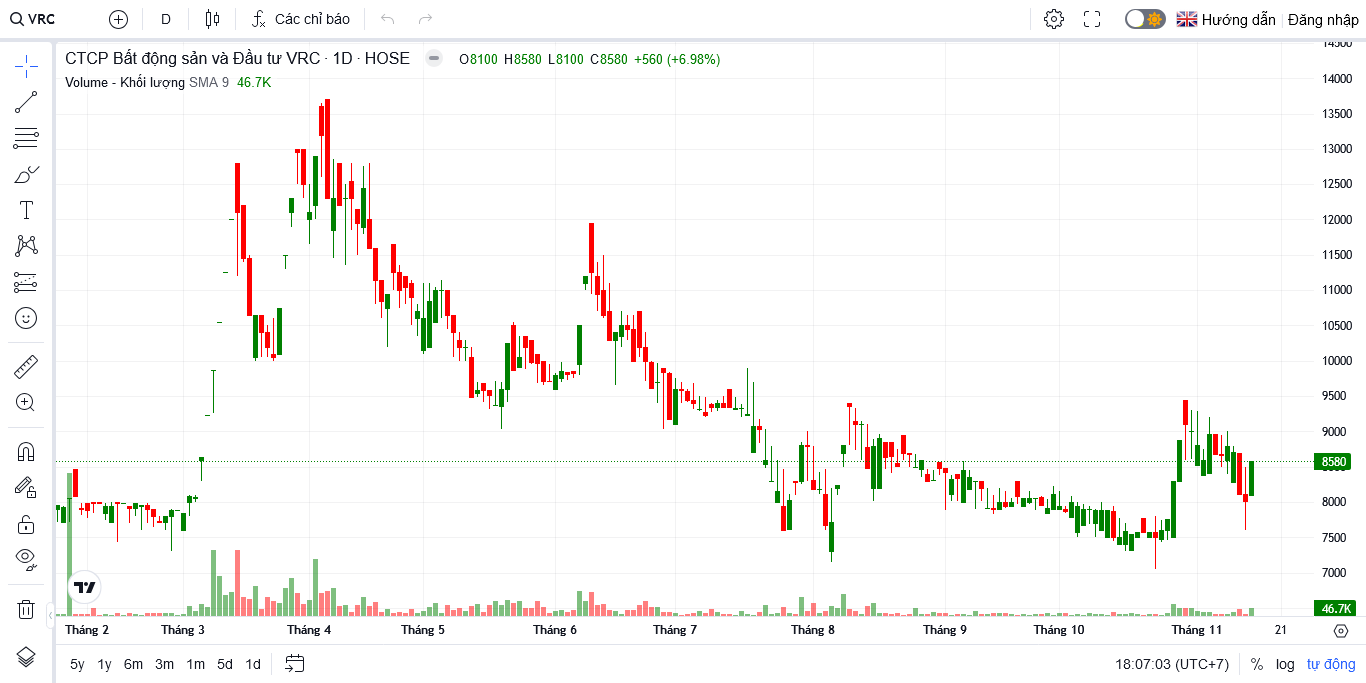 VRC D Các chỉ báo Hướng dẫn Đăng nhập
CTCP Bất động sản và Đầu tư VRC · 1D · HOSE O8100 H8580 L8100 C8580 +560 (+6.98%)
Volume - Khối lượng SMA 9 46.7K
14500
14000
13500
13000
12500
12000
11500
11000
10500
10000
9500
9000
8580
8000
7500
7000
46.7K
Tháng 2 Tháng 3 Tháng 4 Tháng 5 Tháng 6 Tháng 7 Tháng 8 Tháng 9 Tháng 10 Tháng 11 21
5y 1y 6m 3m 1m 5d 1d 18:07:03 (UTC+7) % log tự động